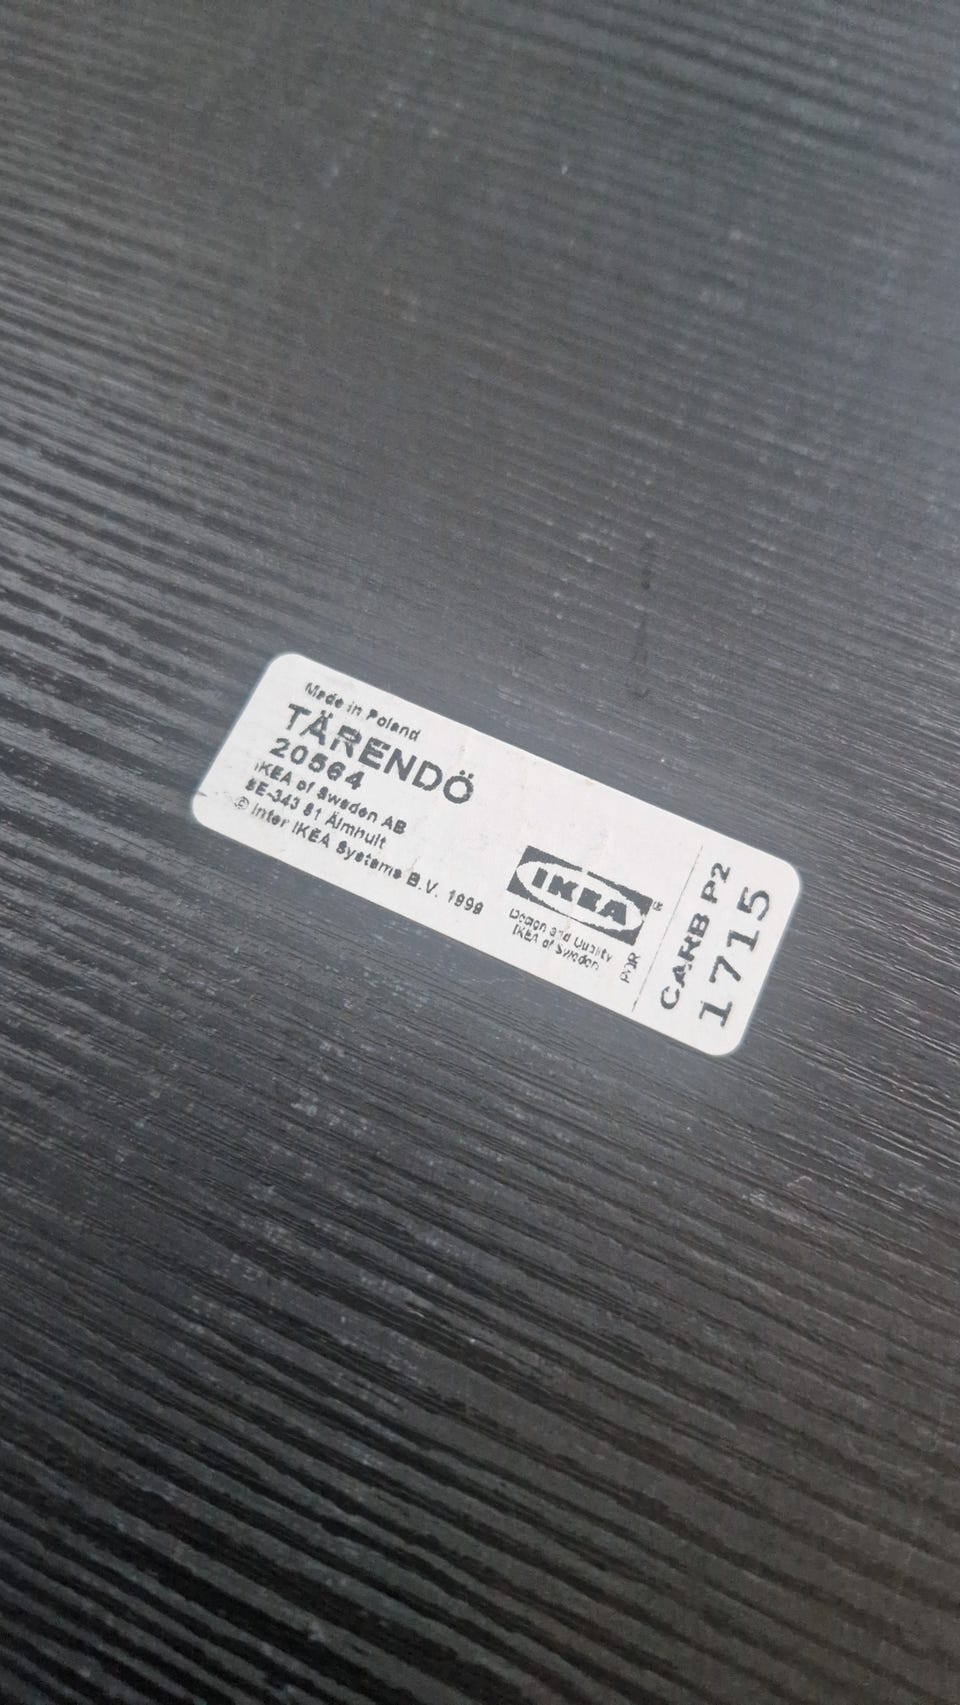 Made in Poland
TÄRENDÖ
20564
IKEA of Sweden AB
SE-343 81 Älmhult
© Inter IKEA Systems B.V. 1999
IKEA®
Design and Quality
IKEA of Sweden
PQR
CARB P2
1715